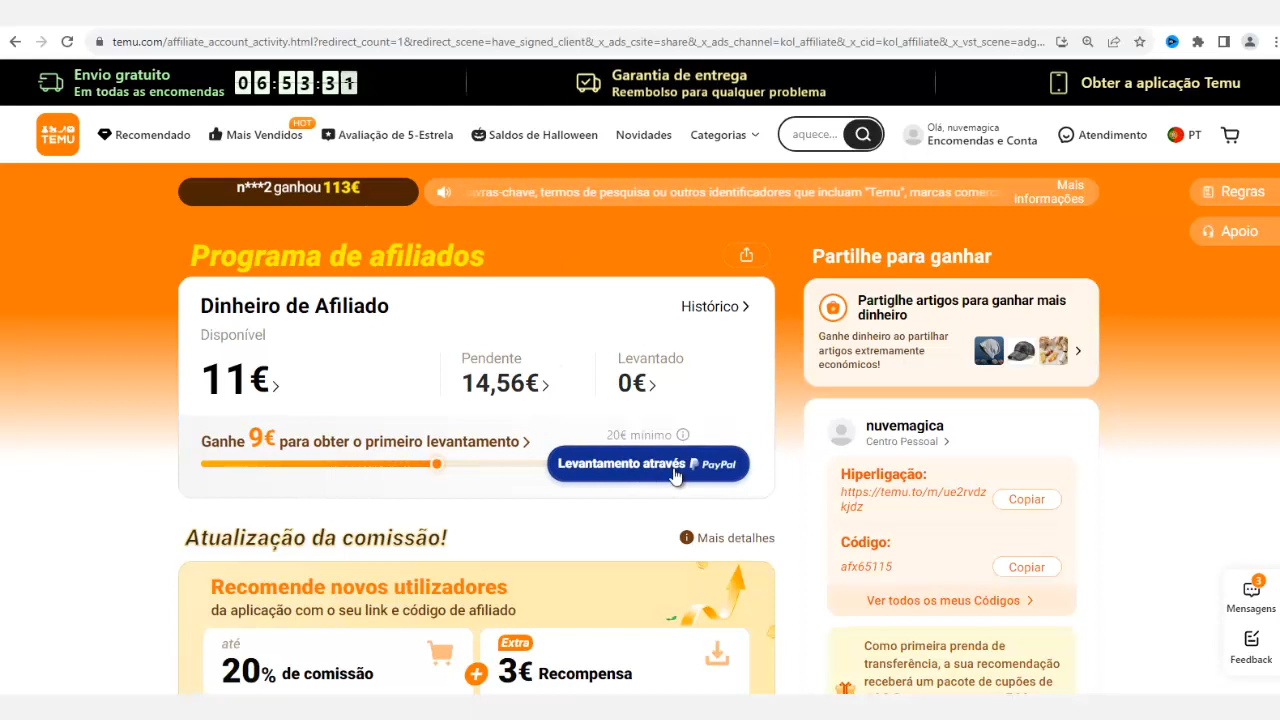 temu.com/affiliate_account_activity.html?redirect_count=1&redirect_scene=have_signed_client&_x_ads_csite=share&_x_ads_channel=kol_affiliate&_x_cid=kol_affiliate&_x_vst_scene=adg...
Envio gratuito
Em todas as encomendas
06:53:31
Garantia de entrega
Reembolso para qualquer problema
Obter a aplicação Temu
TEMU
Recomendado
Mais Vendidos
HOT
Avaliação de 5-Estrela
Saldos de Halloween
Novidades
Categorias
aquece...
Olá, nuvemagica
Encomendas e Conta
Atendimento
PT
n***2 ganhou 113€
vras-chave, termos de pesquisa ou outros identificadores que incluam "Temu", marcas comerc
Mais
informações
Regras
Apoio
Programa de afiliados
Dinheiro de Afiliado
Histórico
Disponível
11€
Pendente
14,56€
Levantado
0€
Ganhe 9€ para obter o primeiro levantamento
20€ mínimo
Levantamento através PayPal
Atualização da comissão!
Mais detalhes
Recomende novos utilizadores
da aplicação com o seu link e código de afiliado
até
20% de comissão
+
Extra
3€ Recompensa
Partilhe para ganhar
Partiglhe artigos para ganhar mais
dinheiro
Ganhe dinheiro ao partilhar
artigos extremamente
económicos!
nuvemagica
Centro Pessoal
Hiperligação:
https://temu.to/m/ue2rvdz
kjdz
Copiar
Código:
afx65115
Copiar
Ver todos os meus Códigos
Como primeira prenda de
transferência, a sua recomendação
receberá um pacote de cupões de
3
Mensagens
Feedback